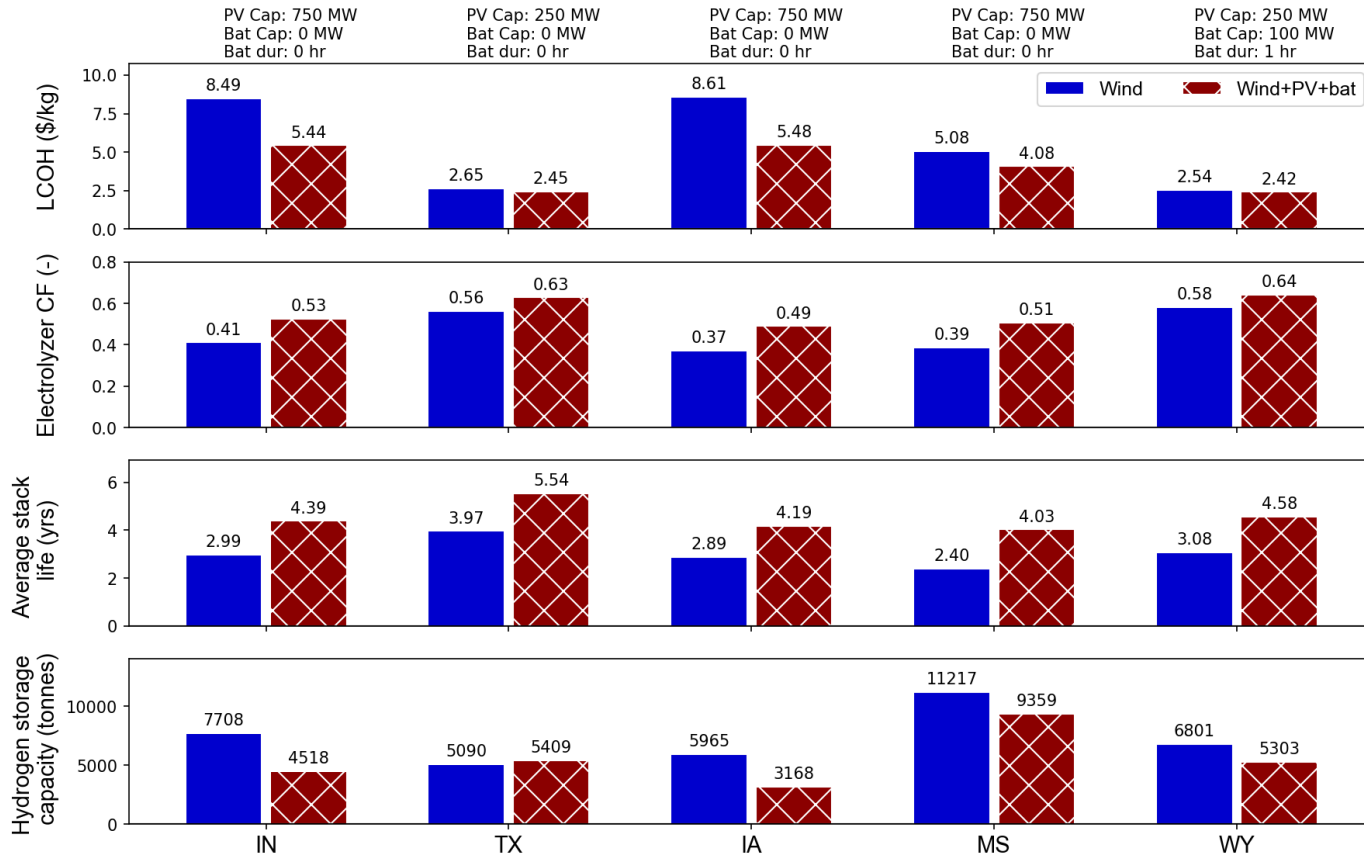 PV Cap: 750 MW
Bat Cap: 0 MW
Bat dur: 0 hr
PV Cap: 250 MW
Bat Cap: 0 MW
Bat dur: 0 hr
PV Cap: 750 MW
Bat Cap: 0 MW
Bat dur: 0 hr
PV Cap: 750 MW
Bat Cap: 0 MW
Bat dur: 0 hr
PV Cap: 250 MW
Bat Cap: 100 MW
Bat dur: 1 hr
LCOH ($/kg)
10.0
7.5
5.0
2.5
0.0
Wind
Wind+PV+bat
8.49
5.44
2.65
2.45
8.61
5.48
5.08
4.08
2.54
2.42
Electrolyzer CF (-)
0.8
0.6
0.4
0.2
0.0
0.41
0.53
0.56
0.63
0.37
0.49
0.39
0.51
0.58
0.64
Average stack
life (yrs)
6
4
2
0
2.99
4.39
3.97
5.54
2.89
4.19
2.40
4.03
3.08
4.58
Hydrogen storage
capacity (tonnes)
10000
5000
0
7708
4518
5090
5409
5965
3168
11217
9359
6801
5303
IN
TX
IA
MS
WY